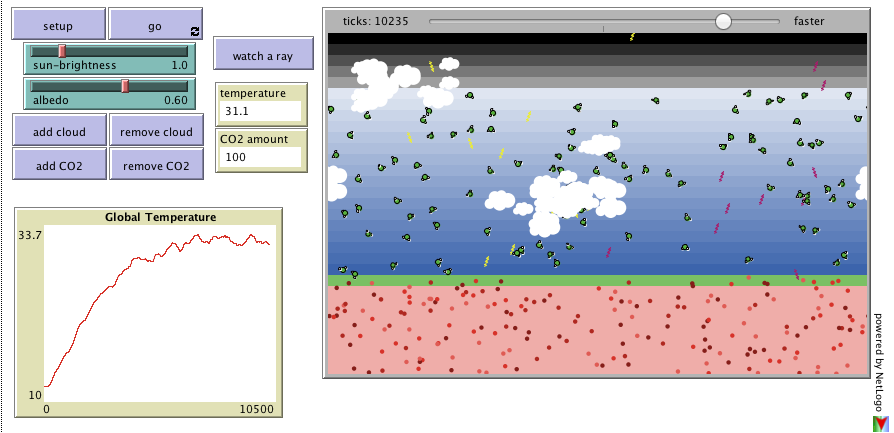 setup
go
ticks: 10235
faster
sun-brightness 1.0
albedo 0.60
watch a ray
temperature
31.1
add cloud
remove cloud
CO2 amount
100
add CO2
remove CO2
Global Temperature
33.7
10
0
10500
powered by NetLogo